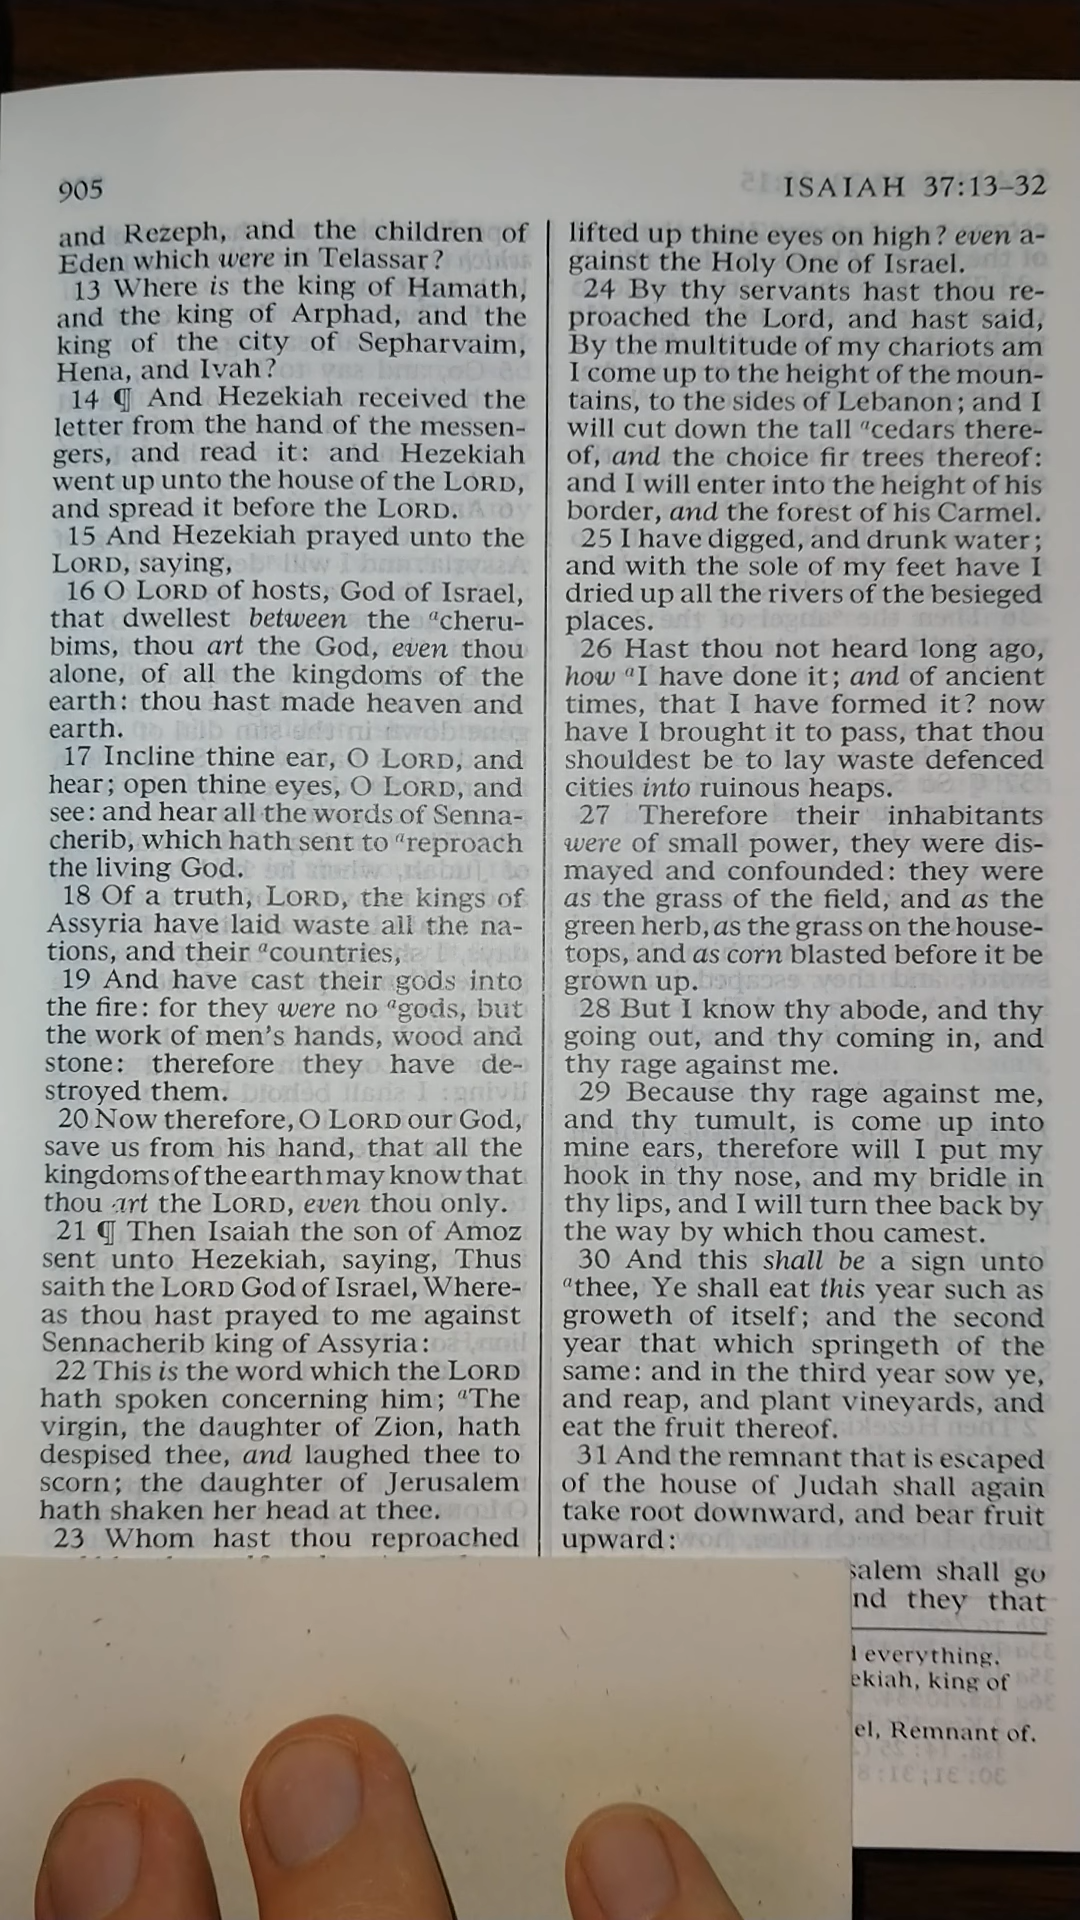 905
ISAIAH 37:13–32
and Rezeph, and the children of
Eden which were in Telassar?
13 Where is the king of Hamath,
and the king of Arphad, and the
king of the city of Sepharvaim,
Hena, and Ivah?
14 ¶ And Hezekiah received the
letter from the hand of the messen-
gers, and read it: and Hezekiah
went up unto the house of the LORD,
and spread it before the LORD.
15 And Hezekiah prayed unto the
LORD, saying,
16 O LORD of hosts, God of Israel,
that dwellest between the ᵃcheru-
bims, thou art the God, even thou
alone, of all the kingdoms of the
earth: thou hast made heaven and
earth.
17 Incline thine ear, O LORD, and
hear; open thine eyes, O LORD, and
see: and hear all the words of Senna-
cherib, which hath sent to ᵃreproach
the living God.
18 Of a truth, LORD, the kings of
Assyria have laid waste all the na-
tions, and their ᵃcountries,
19 And have cast their gods into
the fire: for they were no ᵃgods, but
the work of men's hands, wood and
stone: therefore they have de-
stroyed them.
20 Now therefore, O LORD our God,
save us from his hand, that all the
kingdoms of the earth may know that
thou art the LORD, even thou only.
21 ¶ Then Isaiah the son of Amoz
sent unto Hezekiah, saying, Thus
saith the LORD God of Israel, Where-
as thou hast prayed to me against
Sennacherib king of Assyria:
22 This is the word which the LORD
hath spoken concerning him; ᵃThe
virgin, the daughter of Zion, hath
despised thee, and laughed thee to
scorn; the daughter of Jerusalem
hath shaken her head at thee.
23 Whom hast thou reproached
lifted up thine eyes on high? even a-
gainst the Holy One of Israel.
24 By thy servants hast thou re-
proached the Lord, and hast said,
By the multitude of my chariots am
I come up to the height of the moun-
tains, to the sides of Lebanon; and I
will cut down the tall ᵃcedars there-
of, and the choice fir trees thereof:
and I will enter into the height of his
border, and the forest of his Carmel.
25 I have digged, and drunk water;
and with the sole of my feet have I
dried up all the rivers of the besieged
places.
26 Hast thou not heard long ago,
how ᵃI have done it; and of ancient
times, that I have formed it? now
have I brought it to pass, that thou
shouldest be to lay waste defenced
cities into ruinous heaps.
27 Therefore their inhabitants
were of small power, they were dis-
mayed and confounded: they were
as the grass of the field, and as the
green herb, as the grass on the house-
tops, and as corn blasted before it be
grown up.
28 But I know thy abode, and thy
going out, and thy coming in, and
thy rage against me.
29 Because thy rage against me,
and thy tumult, is come up into
mine ears, therefore will I put my
hook in thy nose, and my bridle in
thy lips, and I will turn thee back by
the way by which thou camest.
30 And this shall be a sign unto
ᵃthee, Ye shall eat this year such as
groweth of itself; and the second
year that which springeth of the
same: and in the third year sow ye,
and reap, and plant vineyards, and
eat the fruit thereof.
31 And the remnant that is escaped
of the house of Judah shall again
take root downward, and bear fruit
upward:
salem shall go
nd they that
everything.
ekiah, king of
el, Remnant of.